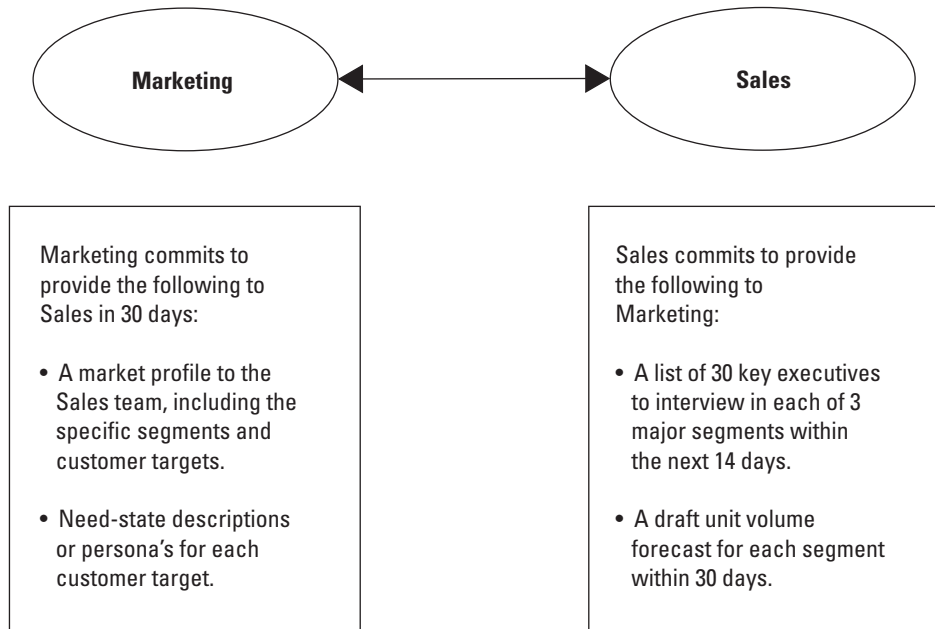 Marketing
Sales
Marketing commits to
provide the following to
Sales in 30 days:
• A market profile to the
Sales team, including the
specific segments and
customer targets.
• Need-state descriptions
or persona's for each
customer target.
Sales commits to provide
the following to
Marketing:
• A list of 30 key executives
to interview in each of 3
major segments within
the next 14 days.
• A draft unit volume
forecast for each segment
within 30 days.